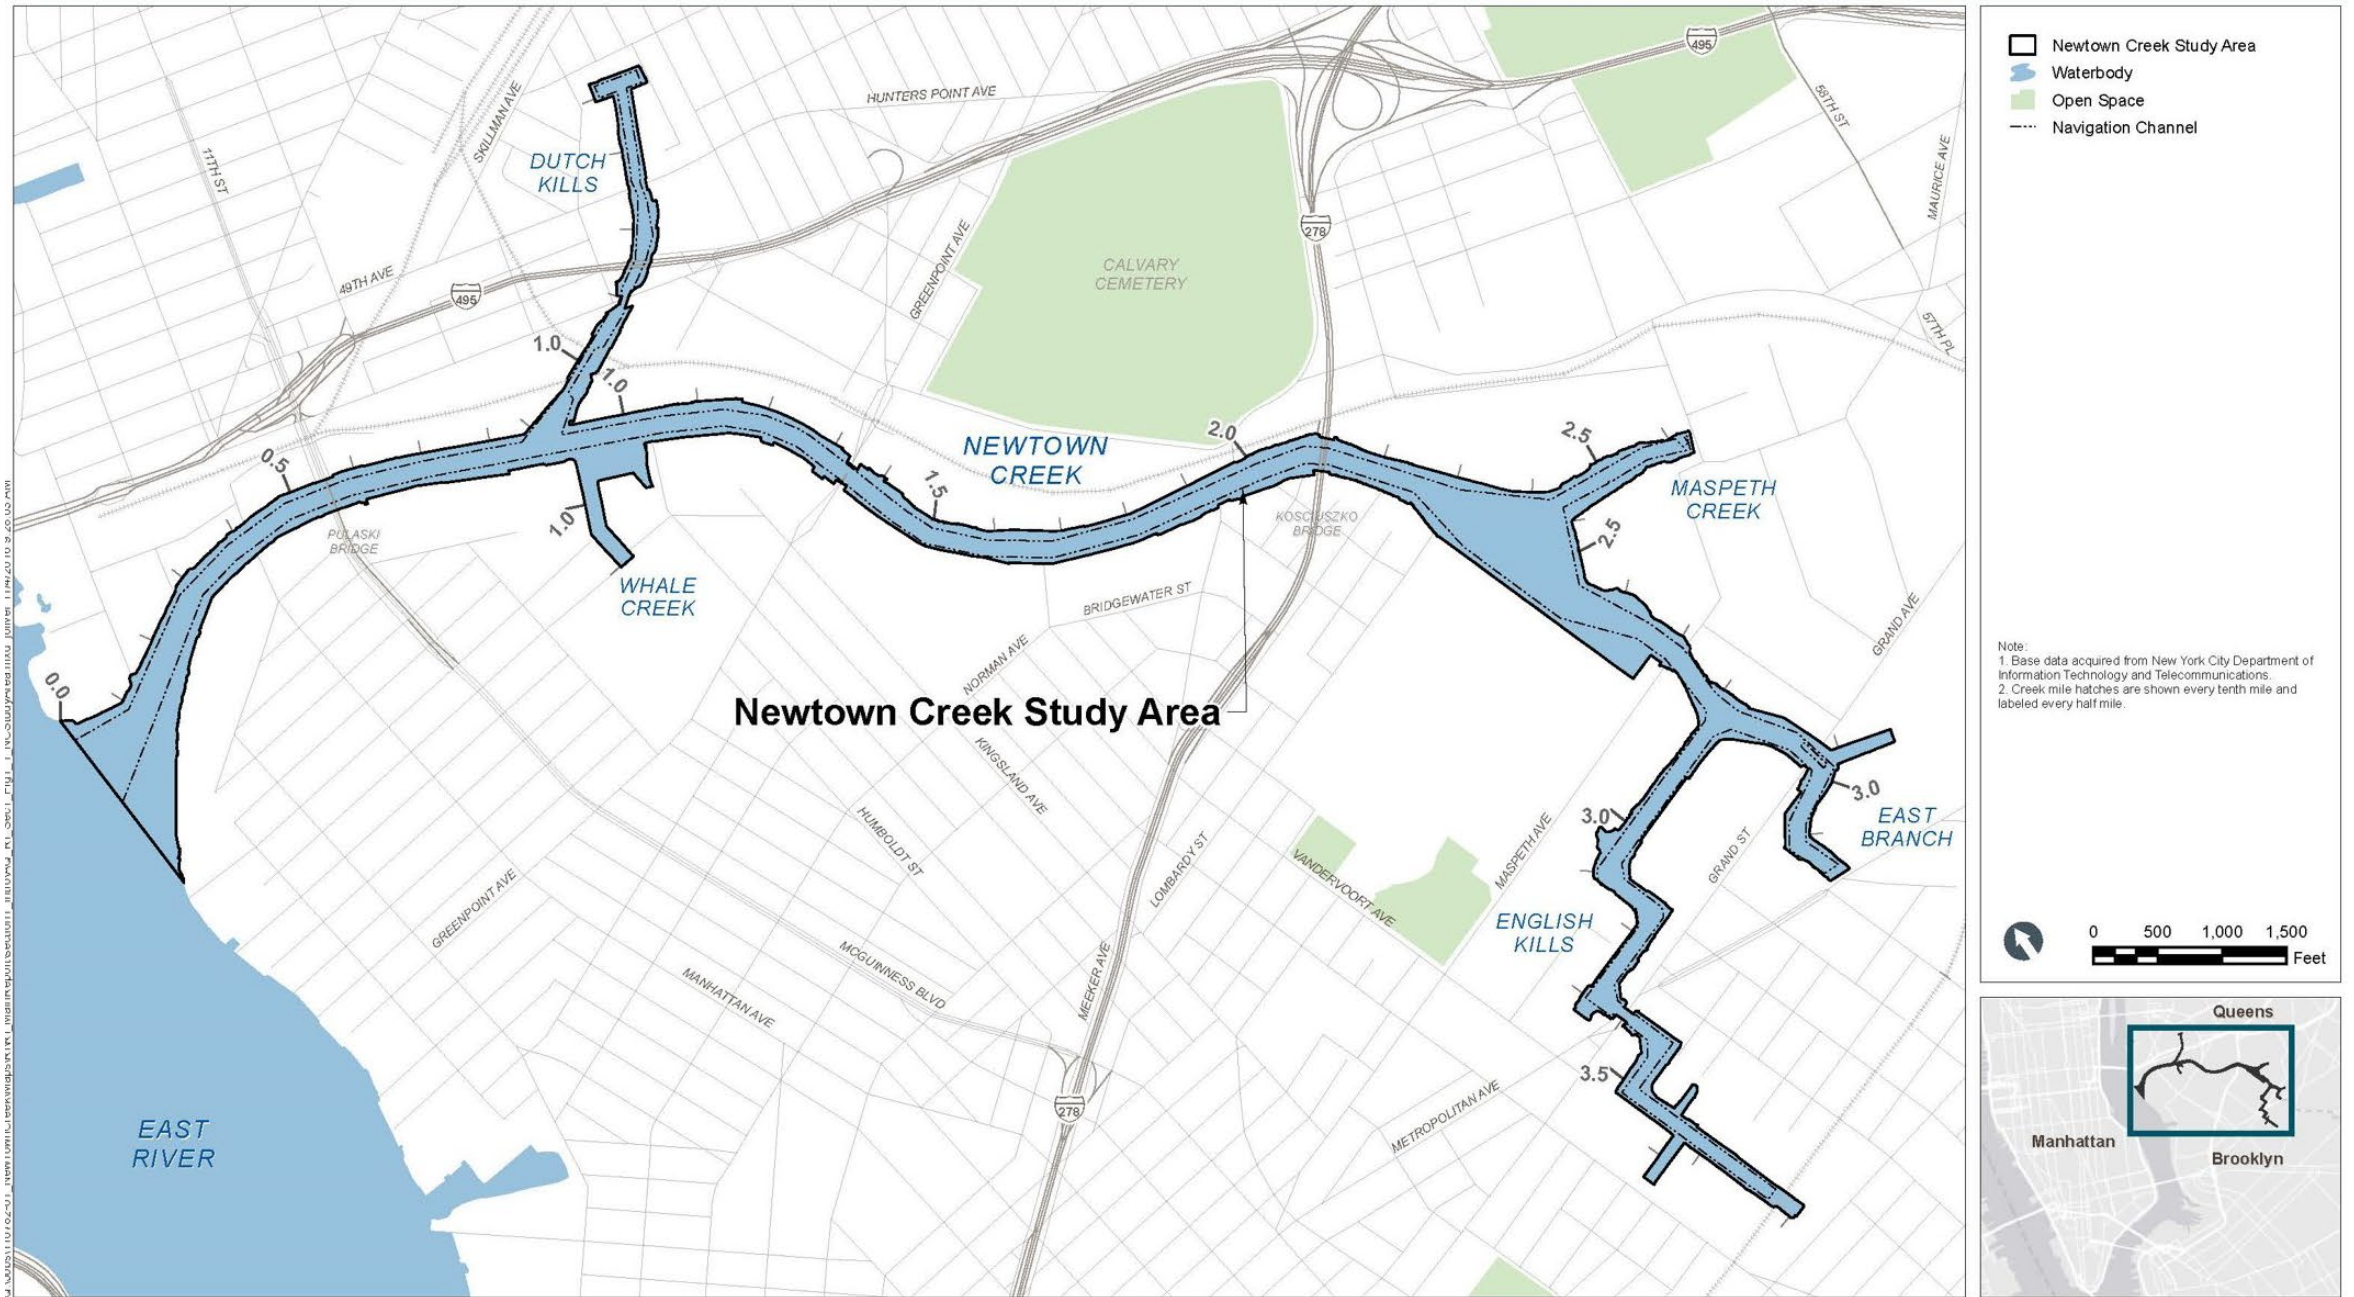 HUNTERS POINT AVE
495
58TH ST
SKILLMAN AVE
11TH ST
DUTCH
KILLS
MAURICE AVE
278
GREENPOINT AVE
CALVARY
CEMETERY
49TH AVE
495
57TH PL
1.0
1.0
NEWTOWN
CREEK
2.0
2.5
0.5
1.5
MASPETH
CREEK
PULASKI
BRIDGE
1.0
KOSCIUSZKO
BRIDGE
2.5
WHALE
CREEK
BRIDGEWATER ST
GRAND AVE
NORMAN AVE
0.0
Newtown Creek Study Area
KINGSLAND AVE
3.0
3.0
EAST
BRANCH
HUMBOLDT ST
LOMBARDY ST
VANDERVOORT AVE
MASPETH AVE
GRAND ST
GREENPOINT AVE
ENGLISH
KILLS
MCGUINNESS BLVD
MANHATTAN AVE
MEEKER AVE
3.5
278
METROPOLITAN AVE
EAST
RIVER
Newtown Creek Study Area
Waterbody
Open Space
Navigation Channel
Note:
1. Base data acquired from New York City Department of
Information Technology and Telecommunications.
2. Creek mile hatches are shown every tenth mile and
labeled every half mile.
0 500 1,000 1,500
Feet
Queens
Manhattan
Brooklyn